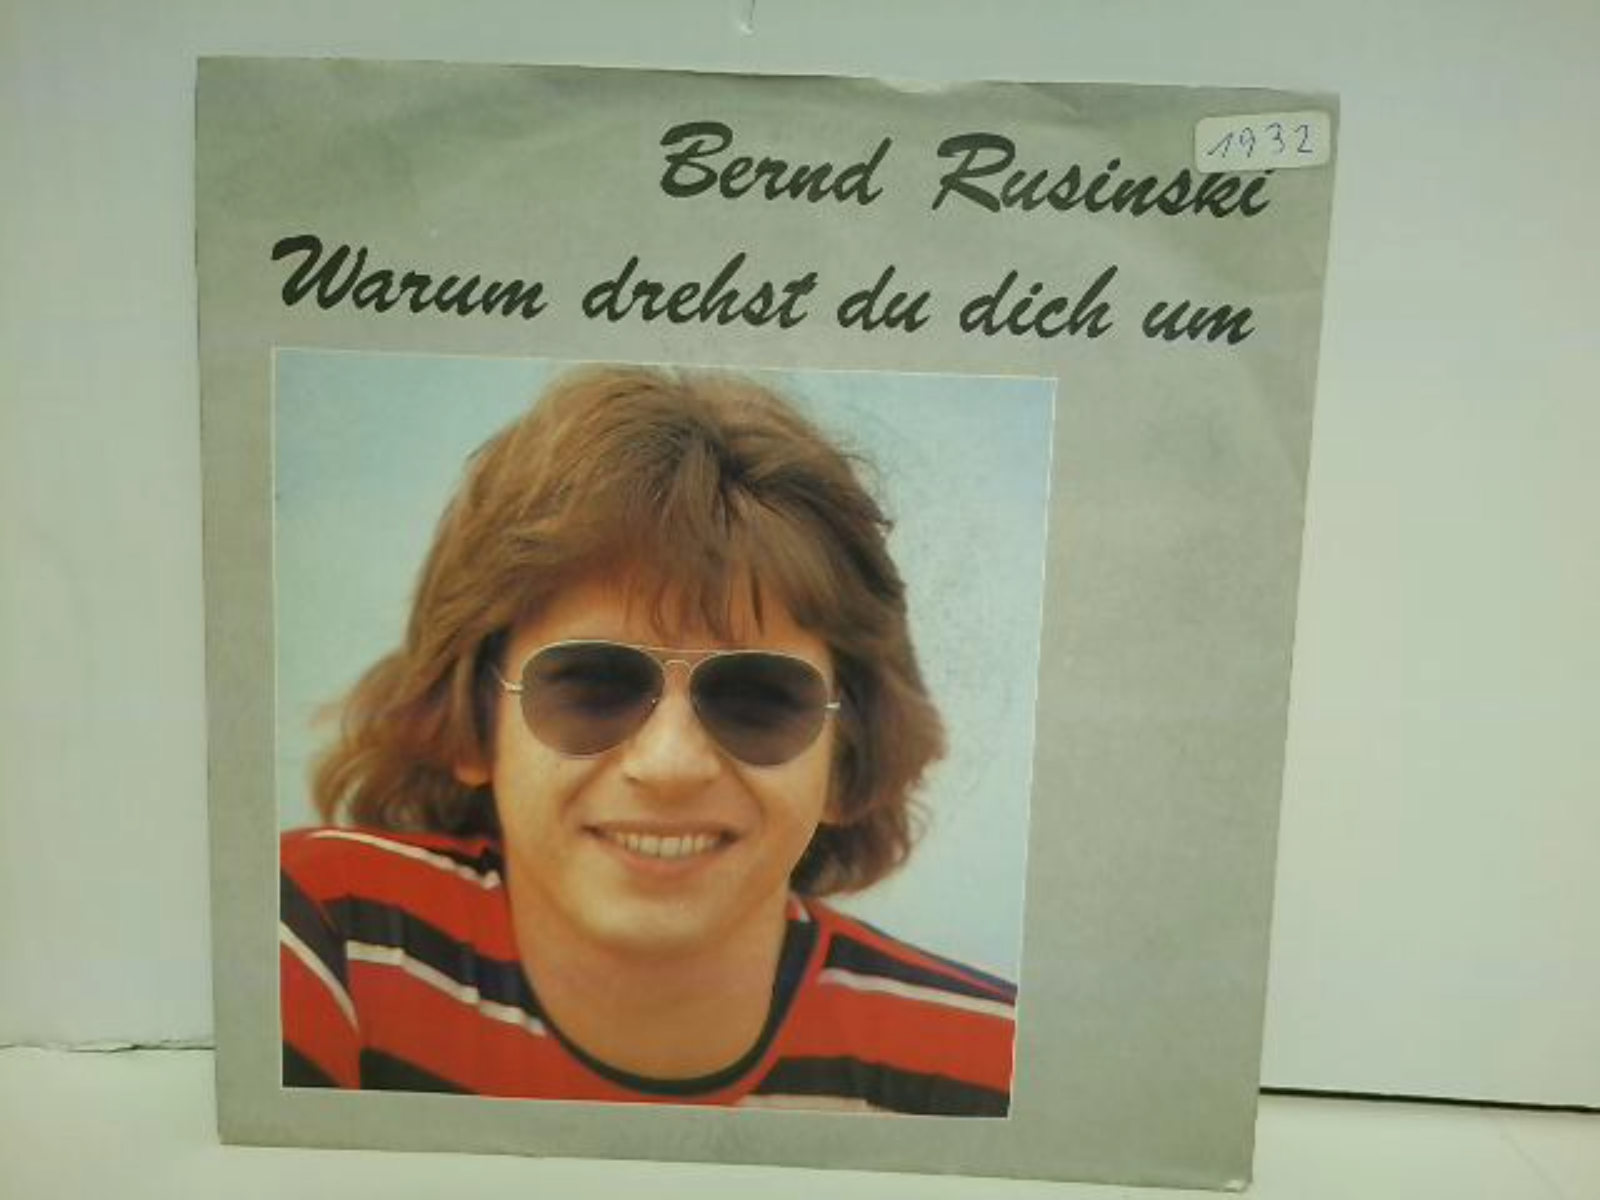 1932
Bernd Rusinski
Warum drehst du dich um